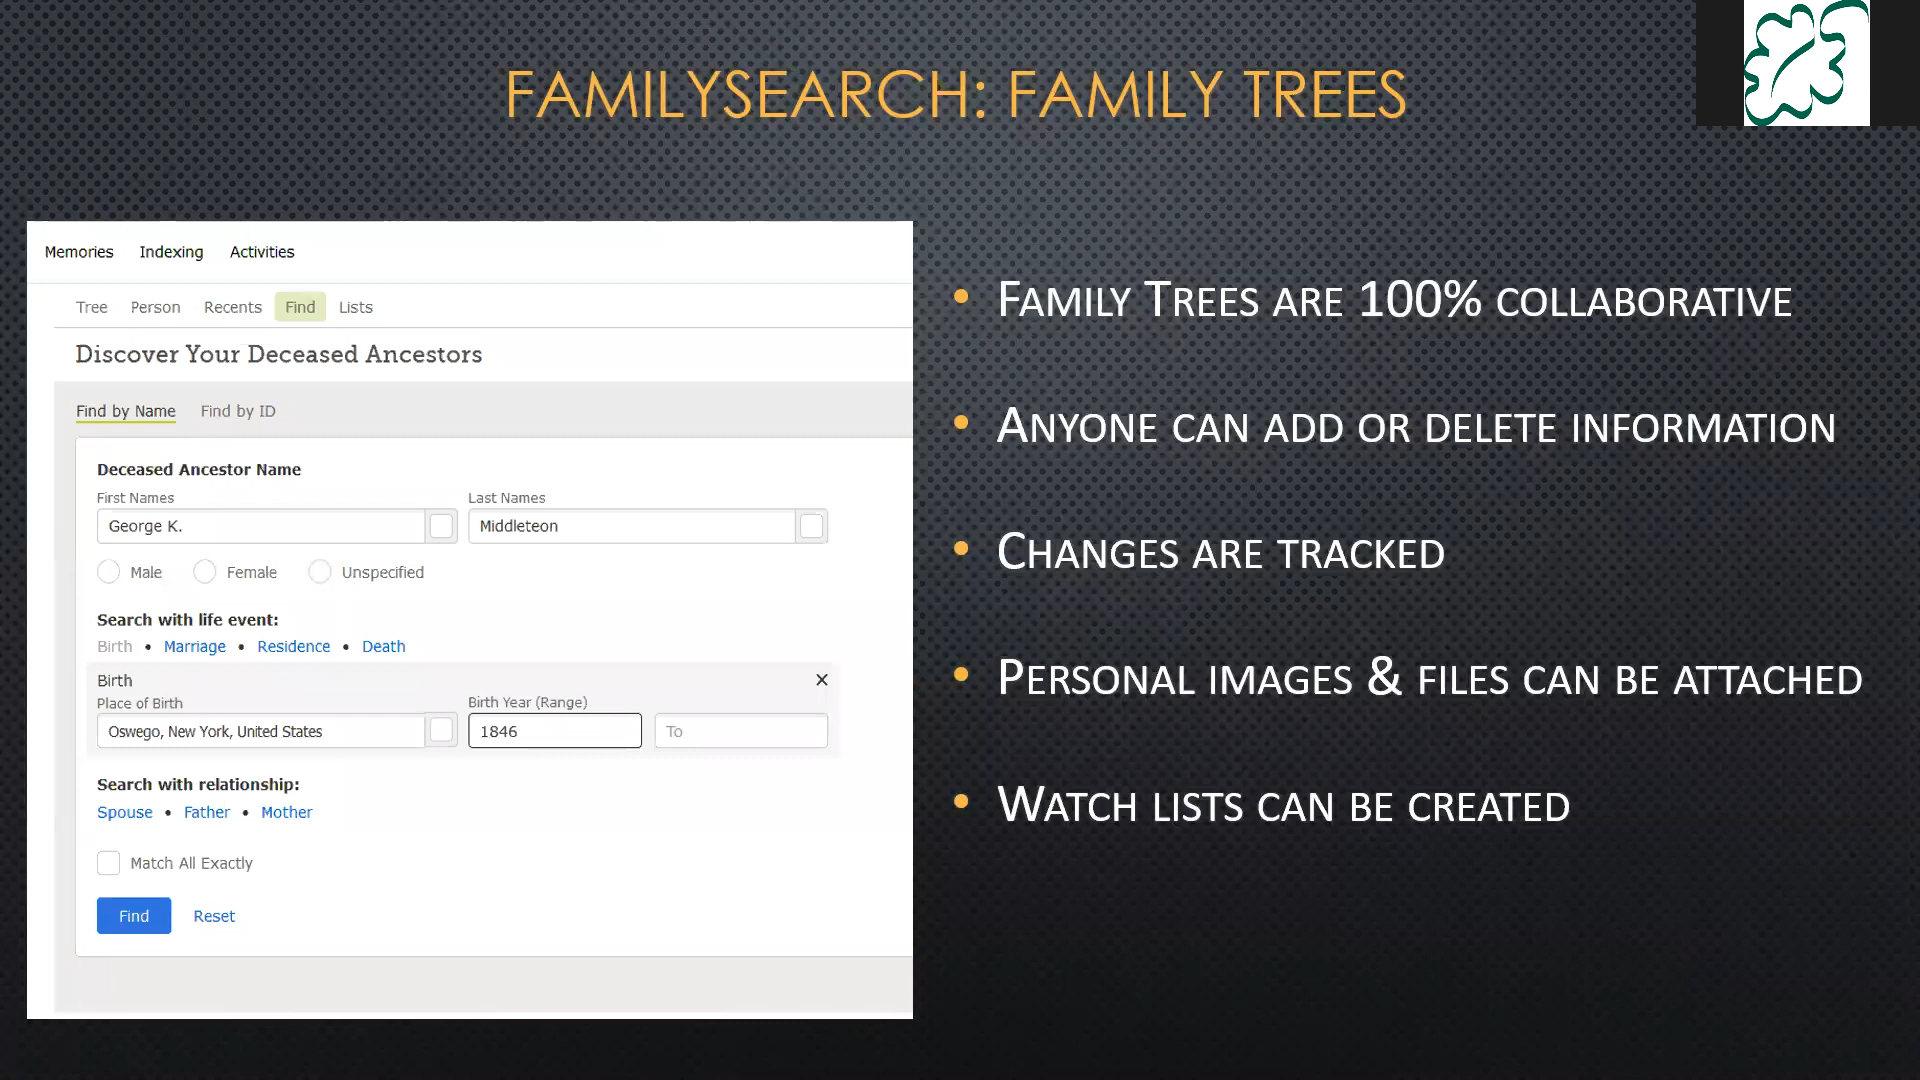 FAMILYSEARCH: FAMILY TREES
Memories Indexing Activities
Tree Person Recents Find Lists
Discover Your Deceased Ancestors
Find by Name Find by ID
Deceased Ancestor Name
First Names Last Names
George K. Middleteon
Male Female Unspecified
Search with life event:
Birth • Marriage • Residence • Death
Birth ×
Place of Birth Birth Year (Range)
Oswego, New York, United States 1846 To
Search with relationship:
Spouse • Father • Mother
Match All Exactly
Find Reset
• FAMILY TREES ARE 100% COLLABORATIVE
• ANYONE CAN ADD OR DELETE INFORMATION
• CHANGES ARE TRACKED
• PERSONAL IMAGES & FILES CAN BE ATTACHED
• WATCH LISTS CAN BE CREATED